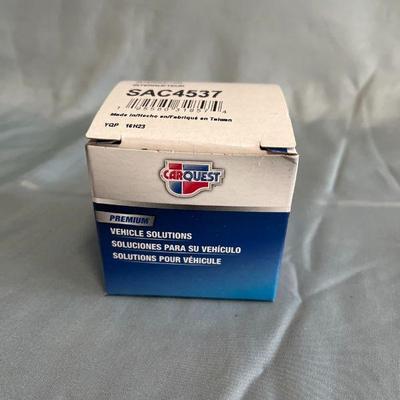 SAC4537
Made in/Hecho en/Fabriqué en Taiwan
YQP 16H23
CARQUEST
PREMIUM
VEHICLE SOLUTIONS
SOLUCIONES PARA SU VEHÍCULO
SOLUTIONS POUR VÉHICULE